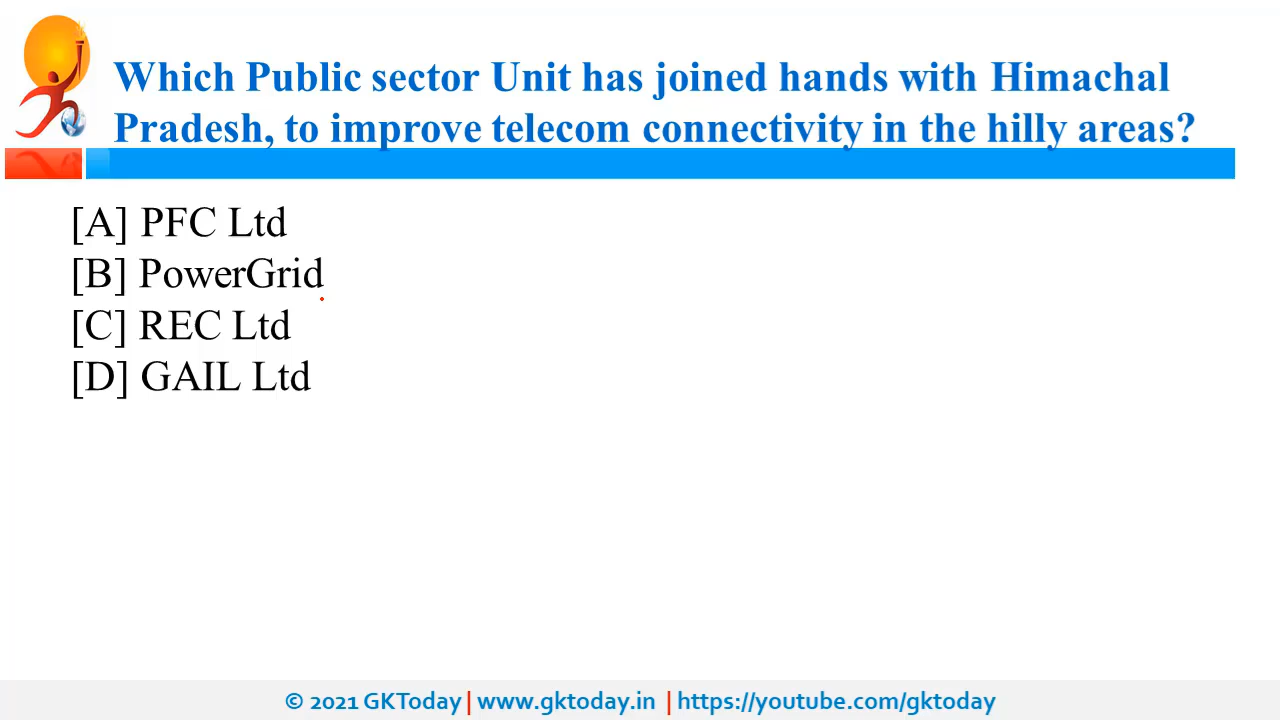 Which Public sector Unit has joined hands with Himachal
Pradesh, to improve telecom connectivity in the hilly areas?
[A] PFC Ltd
[B] PowerGrid
[C] REC Ltd
[D] GAIL Ltd
© 2021 GKToday | www.gktoday.in | https://youtube.com/gktoday